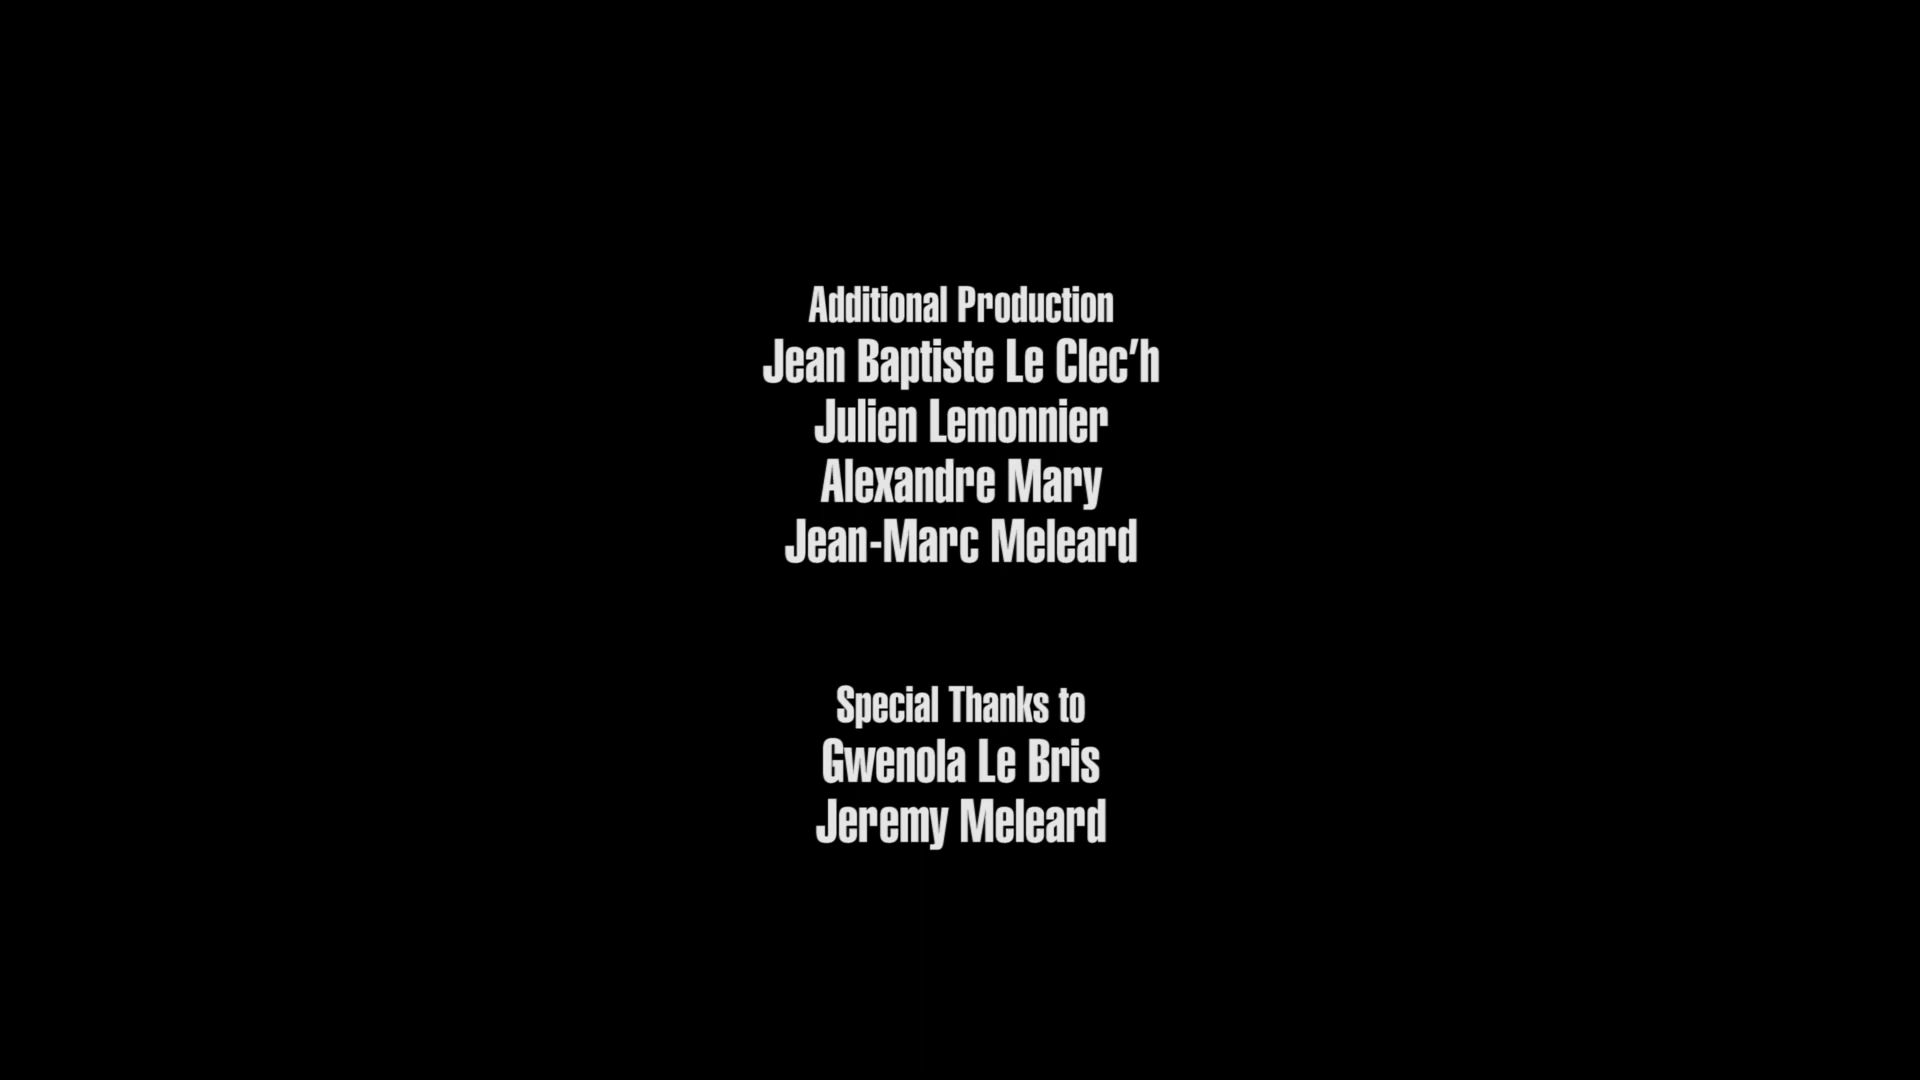 Additional Production
Jean Baptiste Le Clec'h
Julien Lemonnier
Alexandre Mary
Jean-Marc Meleard
Special Thanks to
Gwenola Le Bris
Jeremy Meleard